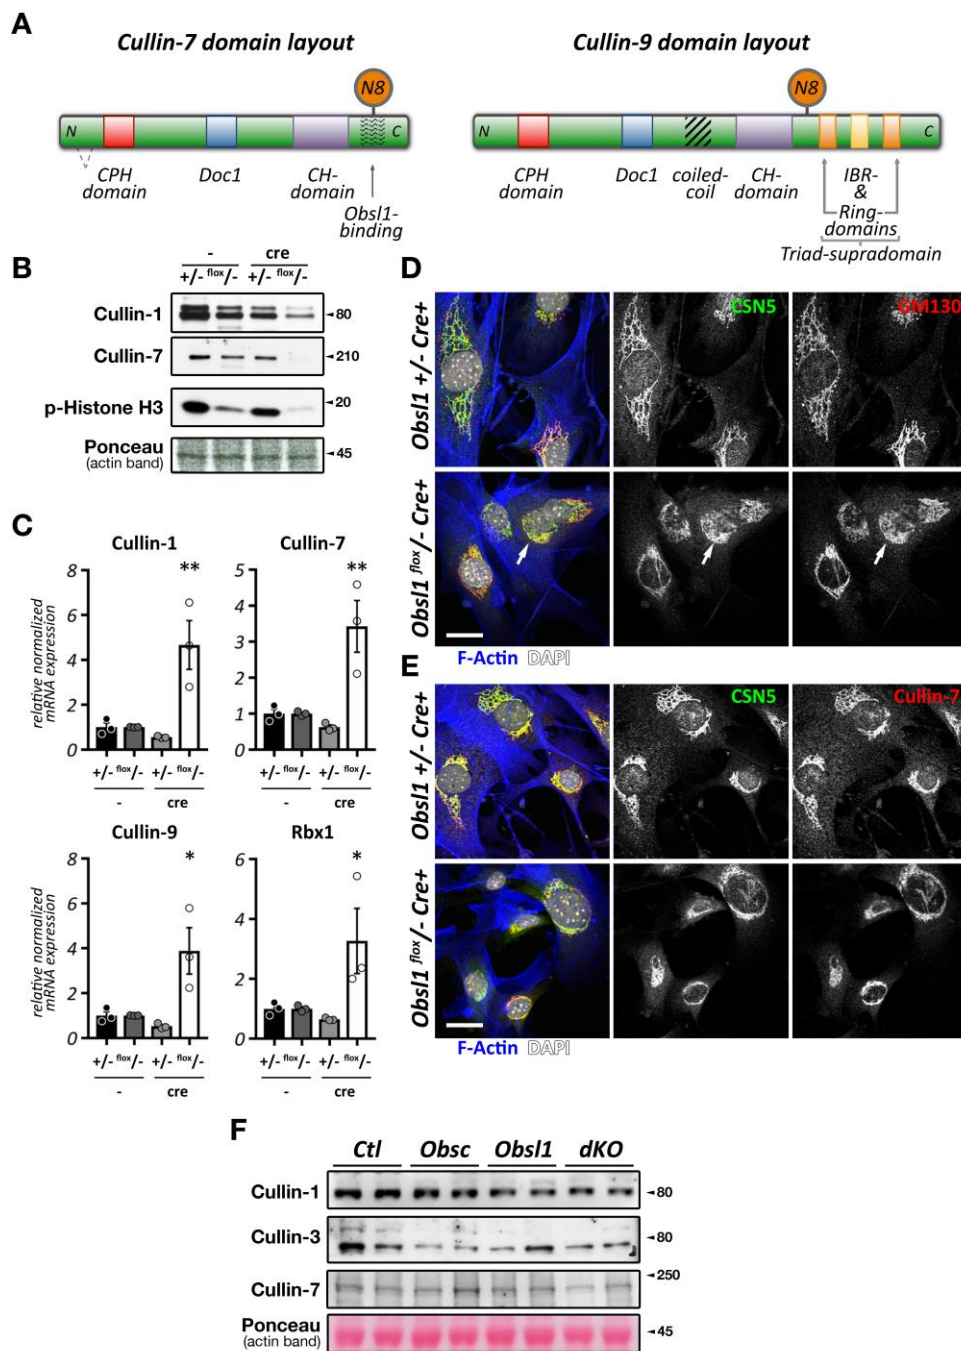 A
Cullin-7 domain layout
Cullin-9 domain layout
N8
N8
N
C
N
C
CPH domain
Doc1
CH-domain
Obsl1-binding
CPH domain
Doc1
coiled-coil
CH-domain
IBR- & Ring-domains
Triad-supradomain
B
- cre
+/- flox/- +/- flox/-
Cullin-1 80
Cullin-7 210
p-Histone H3 20
Ponceau 45
(actin band)
C
Cullin-1
relative normalized mRNA expression
8
6
4
2
0
**
+/- flox/- +/- flox/-
- cre
Cullin-7
5
4
3
2
1
0
**
+/- flox/- +/- flox/-
- cre
Cullin-9
relative normalized mRNA expression
8
6
4
2
0
*
+/- flox/- +/- flox/-
- cre
Rbx1
6
4
2
0
*
+/- flox/- +/- flox/-
- cre
D
Obsl1 +/- Cre+
CSN5
GM130
Obsl1 flox/- Cre+
F-Actin DAPI
E
Obsl1 +/- Cre+
CSN5
Cullin-7
Obsl1 flox/- Cre+
F-Actin DAPI
F
Ctl Obsc Obsl1 dKO
Cullin-1 80
Cullin-3 80
Cullin-7 250
Ponceau 45
(actin band)